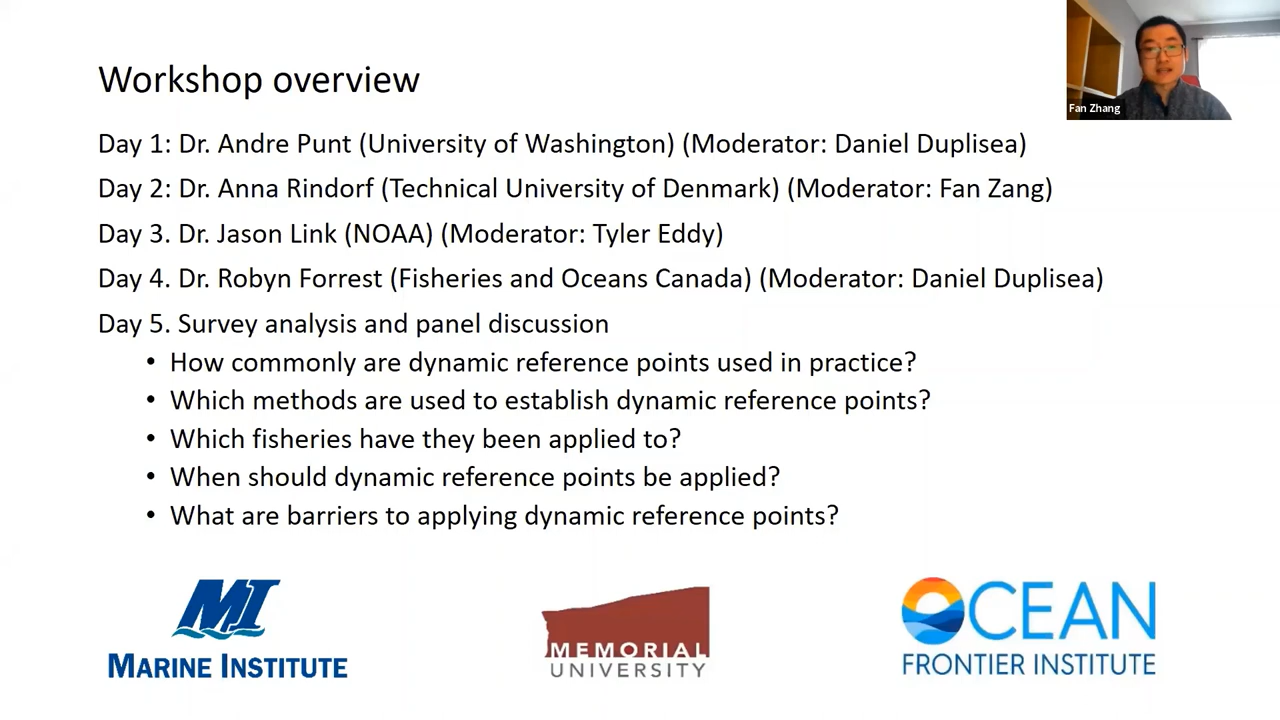 Workshop overview
Fan Zhang
Day 1: Dr. Andre Punt (University of Washington) (Moderator: Daniel Duplisea)
Day 2: Dr. Anna Rindorf (Technical University of Denmark) (Moderator: Fan Zang)
Day 3. Dr. Jason Link (NOAA) (Moderator: Tyler Eddy)
Day 4. Dr. Robyn Forrest (Fisheries and Oceans Canada) (Moderator: Daniel Duplisea)
Day 5. Survey analysis and panel discussion
• How commonly are dynamic reference points used in practice?
• Which methods are used to establish dynamic reference points?
• Which fisheries have they been applied to?
• When should dynamic reference points be applied?
• What are barriers to applying dynamic reference points?
MI
MARINE INSTITUTE
MEMORIAL
UNIVERSITY
OCEAN
FRONTIER INSTITUTE